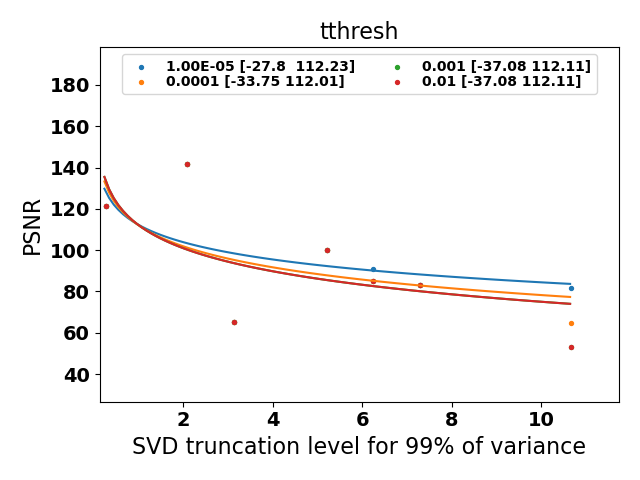 tthresh
1.00E-05 [-27.8  112.23]
0.0001 [-33.75 112.01]
0.001 [-37.08 112.11]
0.01 [-37.08 112.11]
PSNR
180
160
140
120
100
80
60
40
2 4 6 8 10
SVD truncation level for 99% of variance